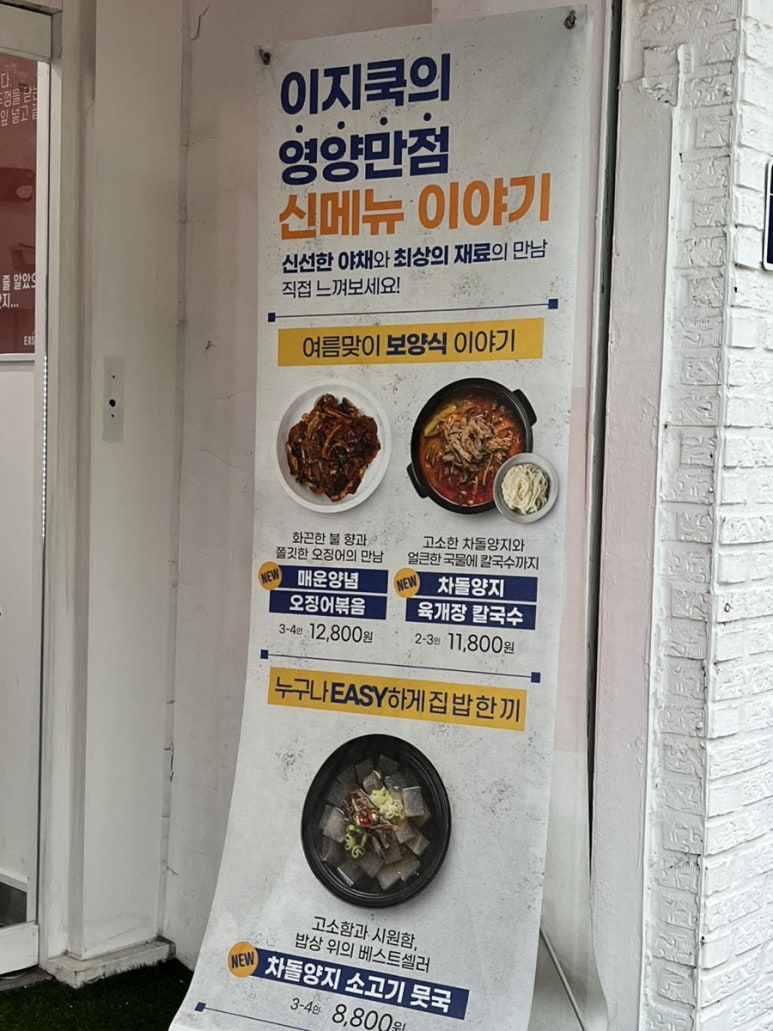 이지쿡의
영양만점
신메뉴 이야기
신선한 야채와 최상의 재료의 만남
직접 느껴보세요!
여름맞이 보양식 이야기
화끈한 불 향과
쫄깃한 오징어의 만남
NEW
매운양념
오징어볶음
3-4인 12,800원
고소한 차돌양지와
얼큰한 국물에 칼국수까지
NEW
차돌양지
육개장 칼국수
2-3인 11,800원
누구나 EASY하게 집밥 한 끼
고소함과 시원함,
밥상 위의 베스트셀러
NEW
차돌양지 소고기 뭇국
3-4인 8,800원
줄 알았
EAS